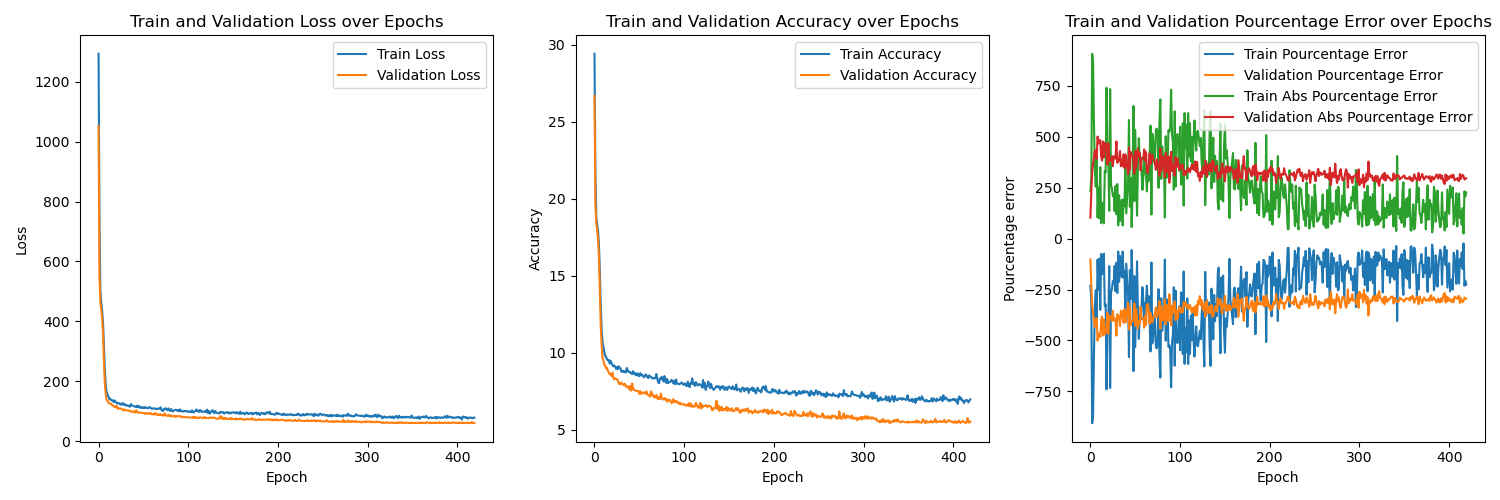 Train and Validation Loss over Epochs
Train Loss
Validation Loss
Loss
1200
1000
800
600
400
200
0
0 100 200 300 400
Epoch
Train and Validation Accuracy over Epochs
Train Accuracy
Validation Accuracy
Accuracy
30
25
20
15
10
5
0 100 200 300 400
Epoch
Train and Validation Pourcentage Error over Epochs
Train Pourcentage Error
Validation Pourcentage Error
Train Abs Pourcentage Error
Validation Abs Pourcentage Error
Pourcentage error
750
500
250
0
−250
−500
−750
0 100 200 300 400
Epoch